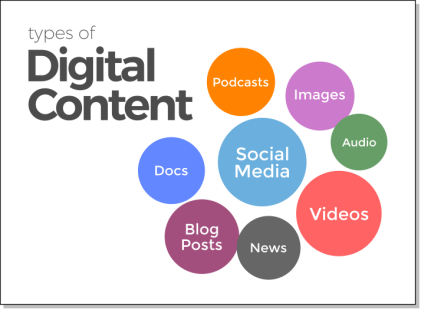 types of
Digital
Content
Podcasts
Images
Audio
Social
Media
Docs
Videos
Blog
Posts
News